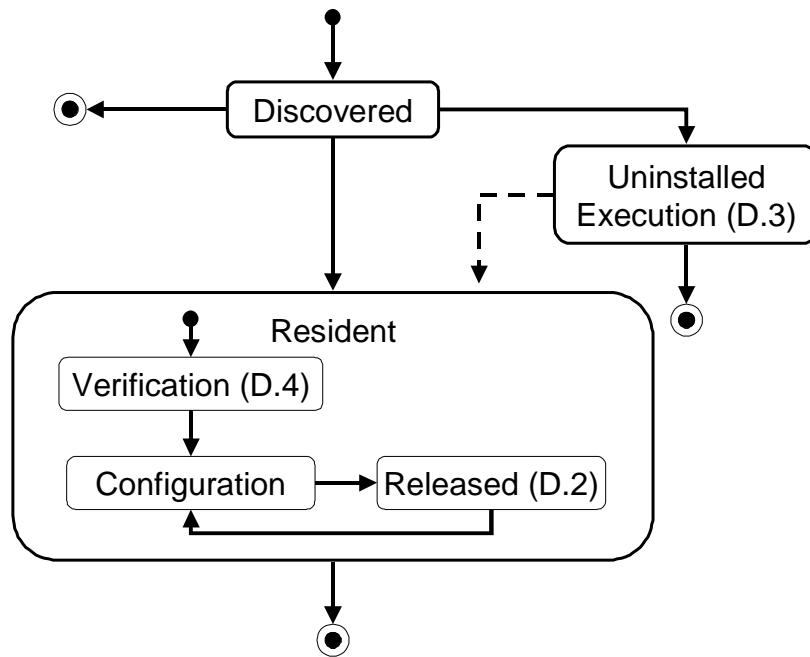 Discovered
Uninstalled
Execution (D.3)
Resident
Verification (D.4)
Configuration
Released (D.2)